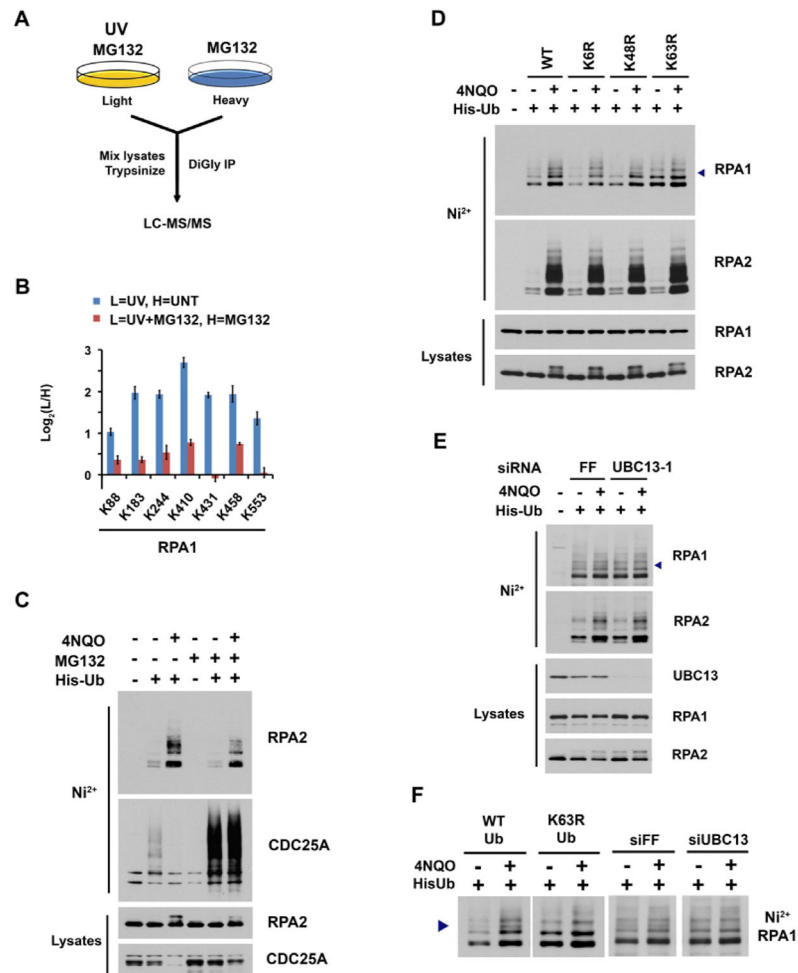 A
UV
MG132
MG132
Light
Heavy
Mix lysates
Trypsinize
DiGly IP
LC-MS/MS
B
L=UV, H=UNT
L=UV+MG132, H=MG132
Log2(L/H)
3
2
1
0
K88
K183
K244
K410
K431
K458
K553
RPA1
C
4NQO - - + - - +
MG132 - - - + + +
His-Ub - + + - + +
Ni2+
RPA2
CDC25A
Lysates
RPA2
CDC25A
D
WT
K6R
K48R
K63R
4NQO - - + - + - + - +
His-Ub - + + + + + + + +
Ni2+
RPA1
RPA2
Lysates
RPA1
RPA2
E
siRNA FF UBC13-1
4NQO - - + - +
His-Ub - + + + +
Ni2+
RPA1
RPA2
Lysates
UBC13
RPA1
RPA2
F
WT
Ub
K63R
Ub
siFF
siUBC13
4NQO - + - + - + - +
HisUb + + + + + + + +
Ni2+
RPA1